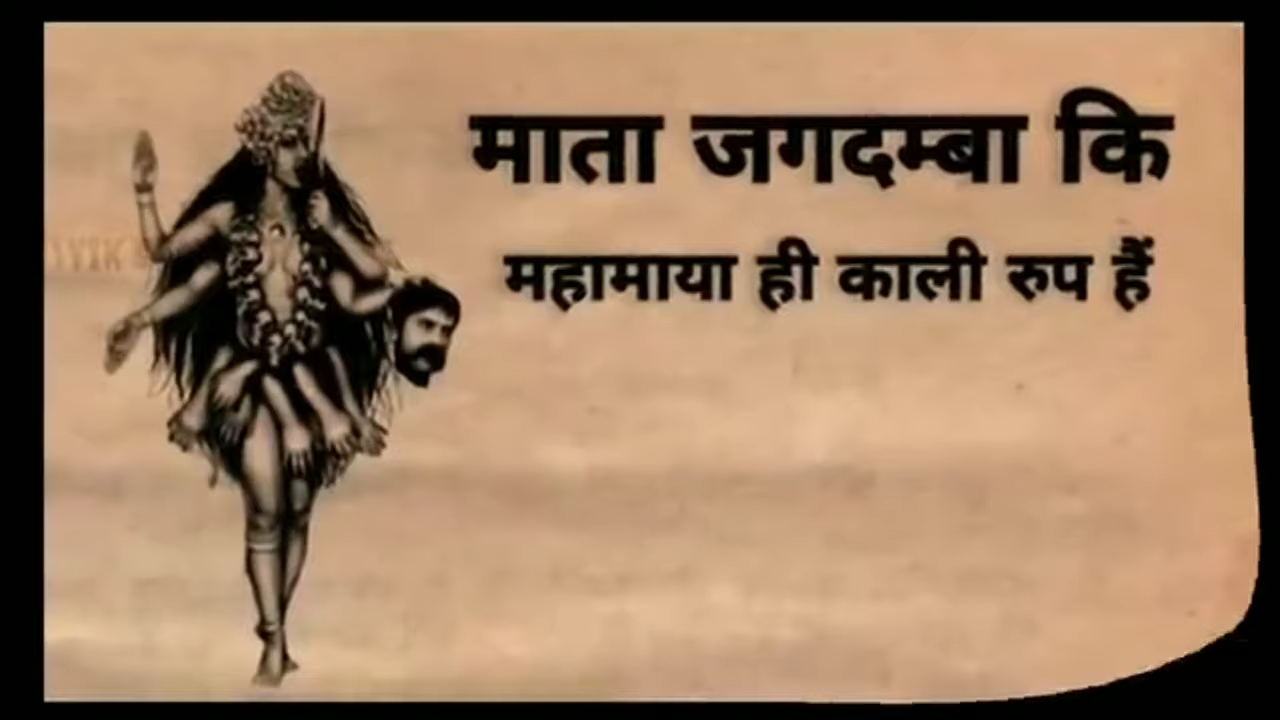 माता जगदम्बा कि
महामाया ही काली रुप हैं